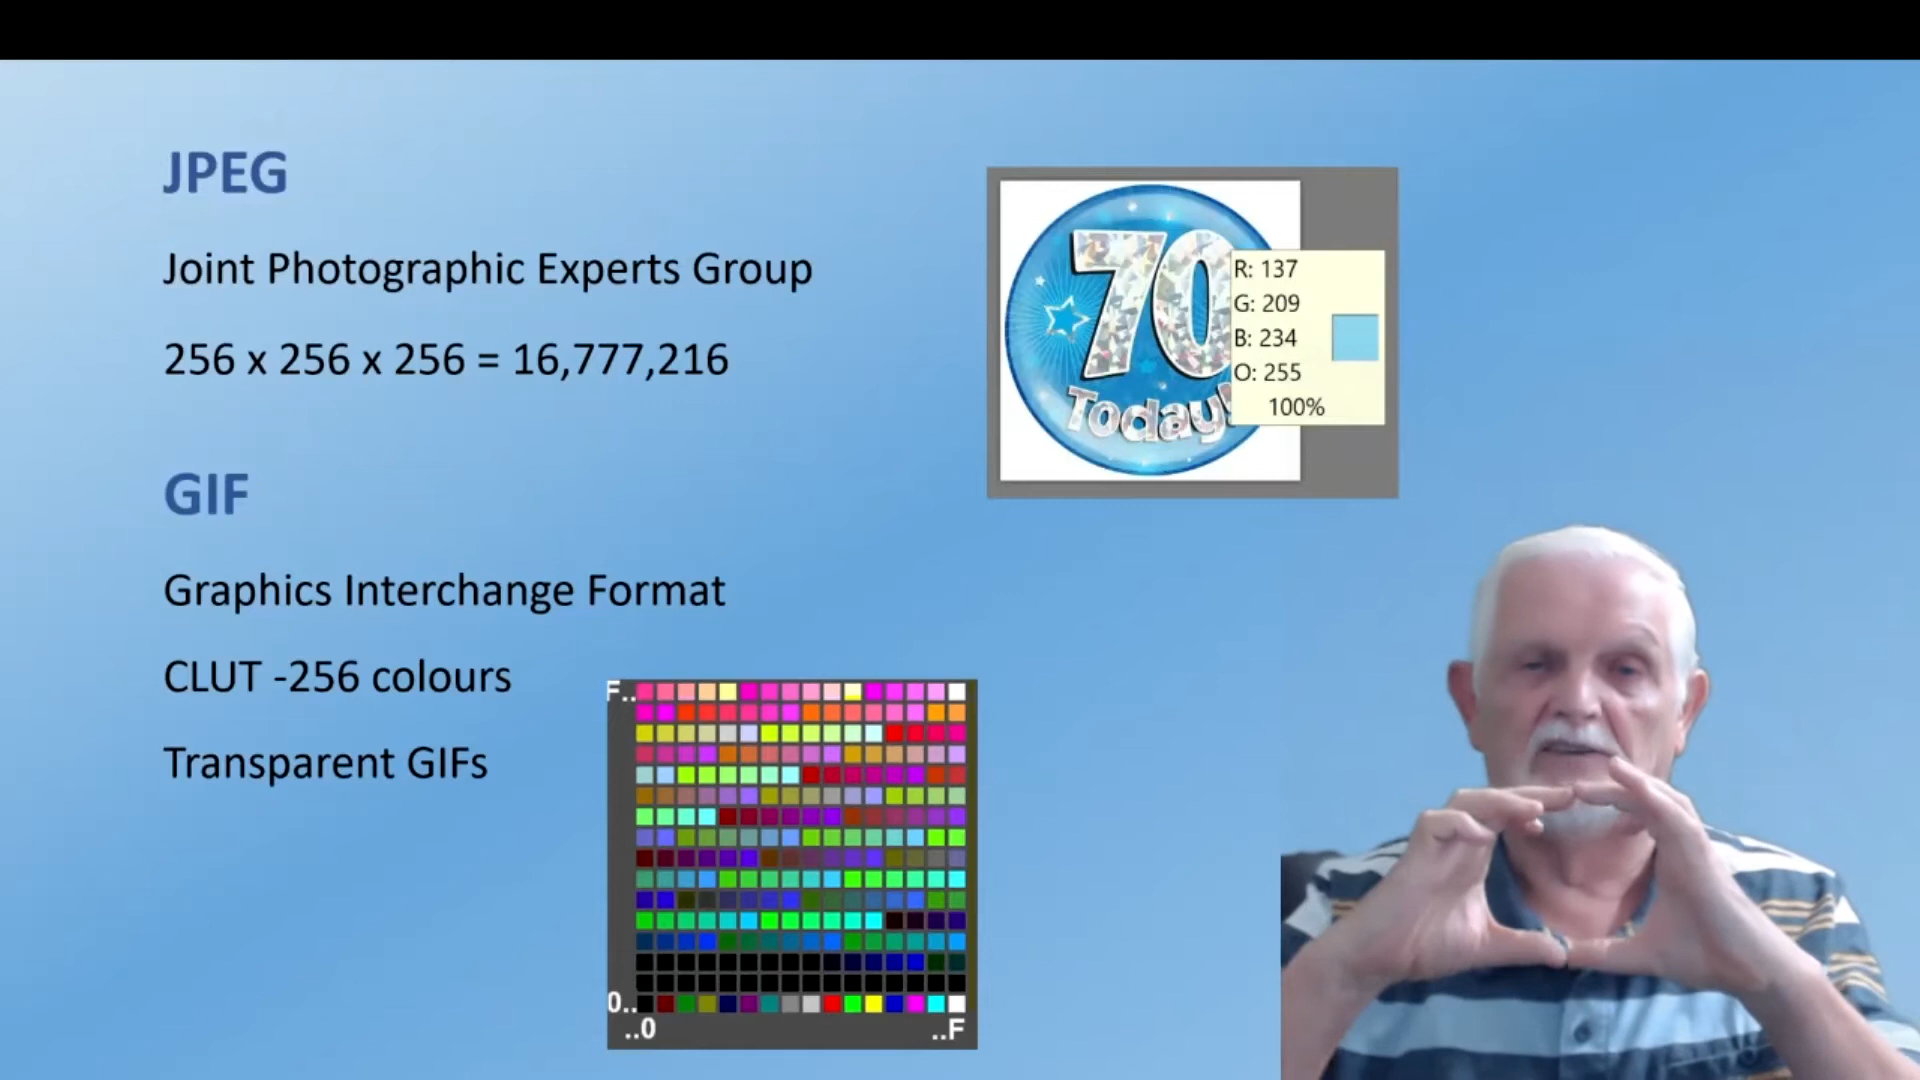 JPEG
Joint Photographic Experts Group
256 x 256 x 256 = 16,777,216
70
Today!
R: 137
G: 209
B: 234
O: 255
100%
GIF
Graphics Interchange Format
CLUT -256 colours
Transparent GIFs
F..
0..
..0
..F